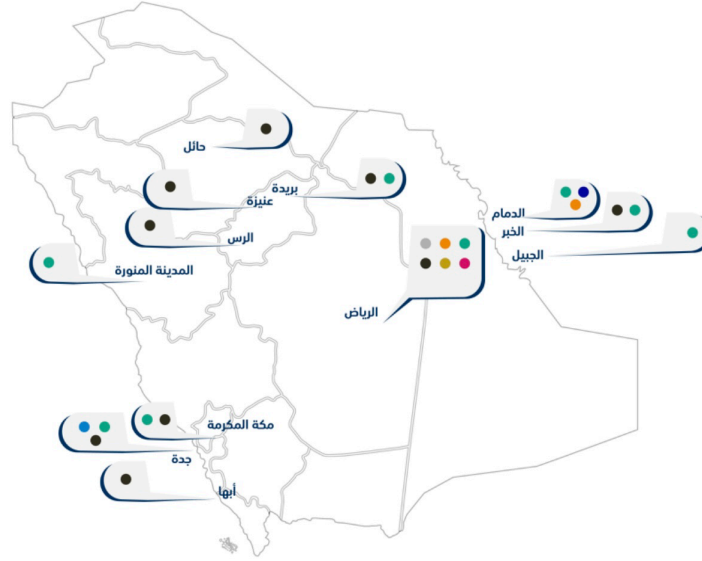 حائل
بريدة
عنيزة
الدمام
الخبر
الرس
الجبيل
المدينة المنورة
الرياض
مكة المكرمة
جدة
أبها